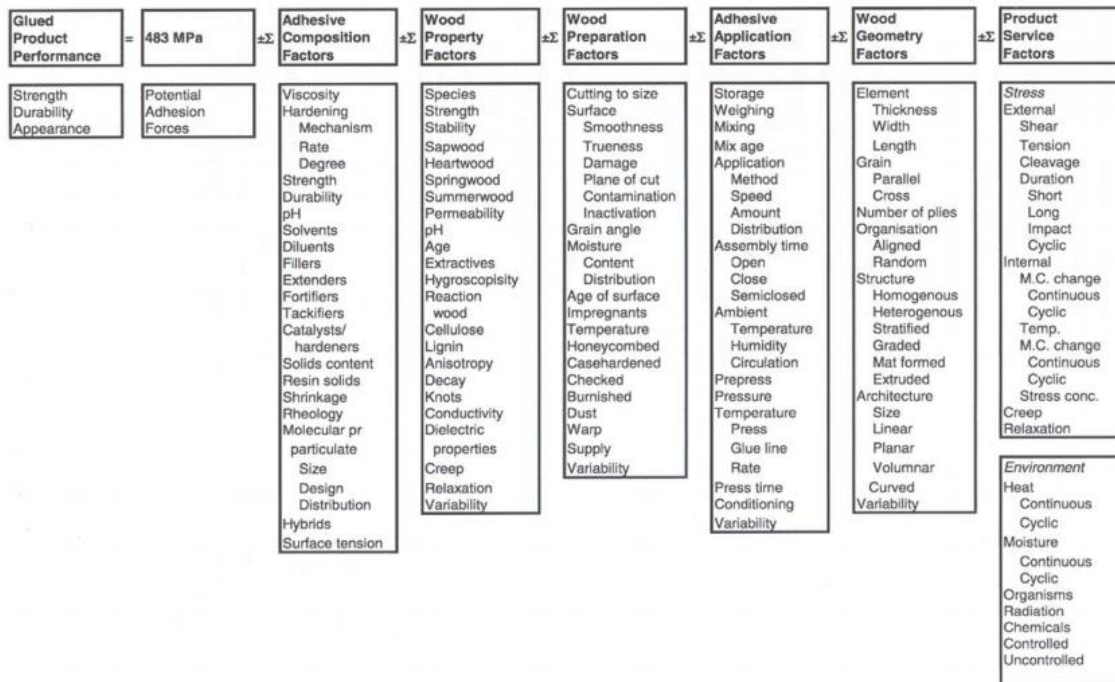 Glued
Product
Performance
=
483 MPa
±Σ
Adhesive
Composition
Factors
±Σ
Wood
Property
Factors
±Σ
Wood
Preparation
Factors
±Σ
Adhesive
Application
Factors
±Σ
Wood
Geometry
Factors
±Σ
Product
Service
Factors
Strength
Durability
Appearance
Potential
Adhesion
Forces
Viscosity
Hardening
Mechanism
Rate
Degree
Strength
Durability
pH
Solvents
Diluents
Fillers
Extenders
Fortifiers
Tackifiers
Catalysts/
hardeners
Solids content
Resin solids
Shrinkage
Rheology
Molecular pr
particulate
Size
Design
Distribution
Hybrids
Surface tension
Species
Strength
Stability
Sapwood
Heartwood
Springwood
Summerwood
Permeability
pH
Age
Extractives
Hygroscopisity
Reaction
wood
Cellulose
Lignin
Anisotropy
Decay
Knots
Conductivity
Dielectric
properties
Creep
Relaxation
Variability
Cutting to size
Surface
Smoothness
Trueness
Damage
Plane of cut
Contamination
Inactivation
Grain angle
Moisture
Content
Distribution
Age of surface
Impregnants
Temperature
Honeycombed
Casehardened
Checked
Burnished
Dust
Warp
Supply
Variability
Storage
Weighing
Mixing
Mix age
Application
Method
Speed
Amount
Distribution
Assembly time
Open
Close
Semiclosed
Ambient
Temperature
Humidity
Circulation
Prepress
Pressure
Temperature
Press
Glue line
Rate
Press time
Conditioning
Variability
Element
Thickness
Width
Length
Grain
Parallel
Cross
Number of plies
Organisation
Aligned
Random
Structure
Homogenous
Heterogenous
Stratified
Graded
Mat formed
Extruded
Architecture
Size
Linear
Planar
Volumnar
Curved
Variability
Stress
External
Shear
Tension
Cleavage
Duration
Short
Long
Impact
Cyclic
Internal
M.C. change
Continuous
Cyclic
Temp.
M.C. change
Continuous
Cyclic
Stress conc.
Creep
Relaxation
Environment
Heat
Continuous
Cyclic
Moisture
Continuous
Cyclic
Organisms
Radiation
Chemicals
Controlled
Uncontrolled